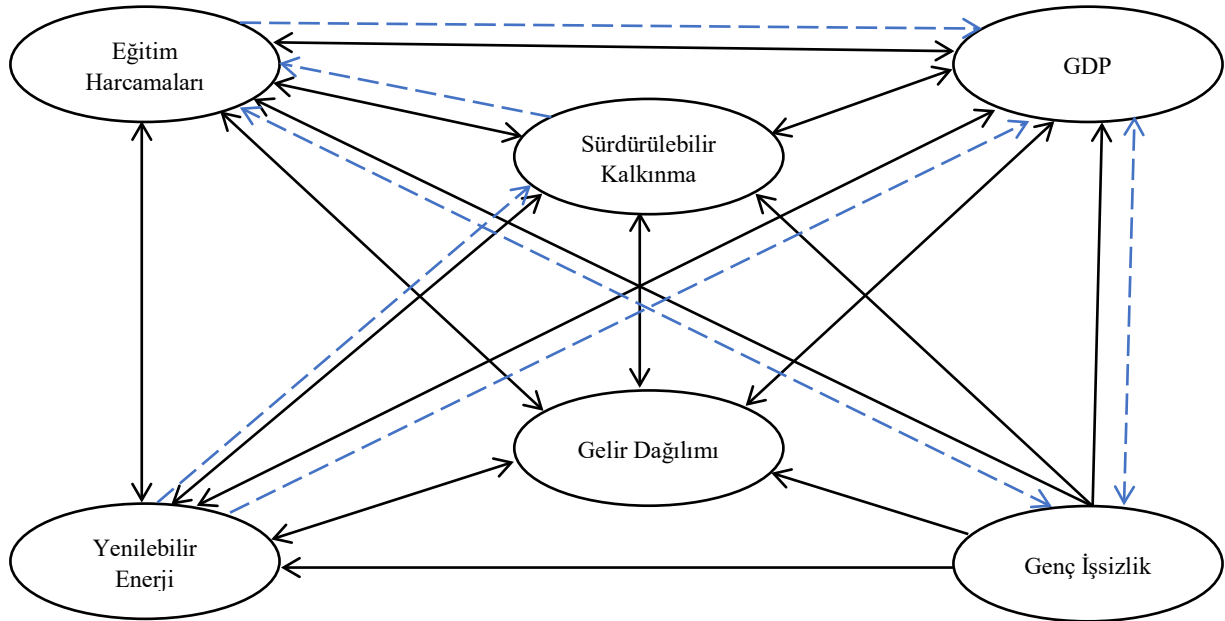 Eğitim
Harcamaları
GDP
Sürdürülebilir
Kalkınma
Gelir Dağılımı
Yenilebilir
Enerji
Genç İşsizlik